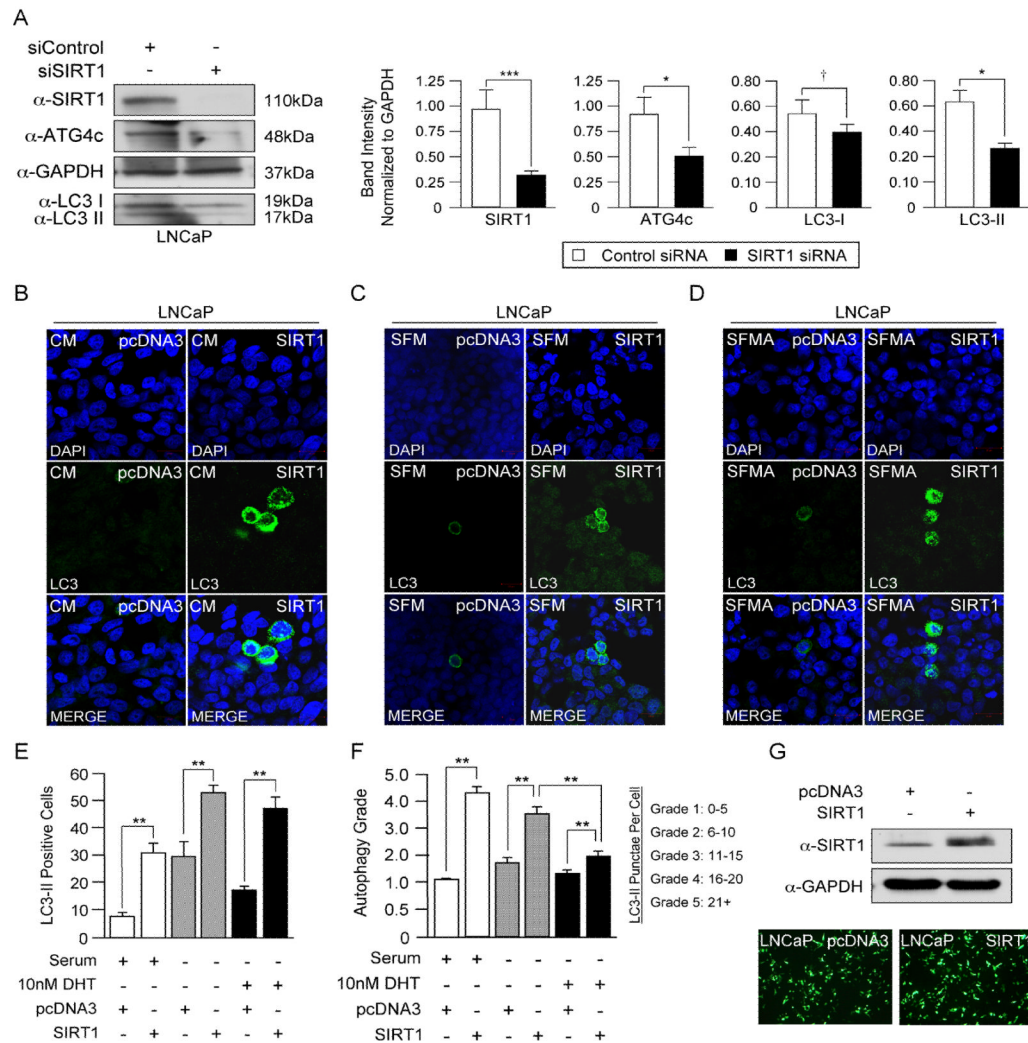 A
siControl + -
siSIRT1 - +
α-SIRT1 110kDa
α-ATG4c 48kDa
α-GAPDH 37kDa
α-LC3 I 19kDa
α-LC3 II 17kDa
LNCaP
Band Intensity
Normalized to GAPDH
1.25
1.00
0.75
0.50
0.25
0
***
SIRT1
1.25
1.00
0.75
0.50
0.25
0
*
ATG4c
0.80
0.60
0.40
0.20
0.00
†
LC3-I
0.80
0.60
0.40
0.20
0.00
*
LC3-II
Control siRNA SIRT1 siRNA
B
LNCaP
CM pcDNA3 CM SIRT1
DAPI DAPI
CM pcDNA3 CM SIRT1
LC3 LC3
CM pcDNA3 CM SIRT1
MERGE MERGE
C
LNCaP
SFM pcDNA3 SFM SIRT1
DAPI DAPI
SFM pcDNA3 SFM SIRT1
LC3 LC3
SFM pcDNA3 SFM SIRT1
MERGE MERGE
D
LNCaP
SFMA pcDNA3 SFMA SIRT1
DAPI DAPI
SFMA pcDNA3 SFMA SIRT1
LC3 LC3
SFMA pcDNA3 SFMA SIRT1
MERGE MERGE
E
LC3-II Positive Cells
60
50
40
30
20
10
0
** ** **
Serum + + - - - -
10nM DHT - - - - + +
pcDNA3 + - + - + -
SIRT1 - + - + - +
F
Autophagy Grade
5.0
4.0
3.0
2.0
1.0
0.0
** ** ** **
Serum + + - - - -
10nM DHT - - - - + +
pcDNA3 + - + - + -
SIRT1 - + - + - +
LC3-II Punctae Per Cell
Grade 1: 0-5
Grade 2: 6-10
Grade 3: 11-15
Grade 4: 16-20
Grade 5: 21+
G
pcDNA3 + -
SIRT1 - +
α-SIRT1
α-GAPDH
LNCaP pcDNA3 LNCaP SIRT